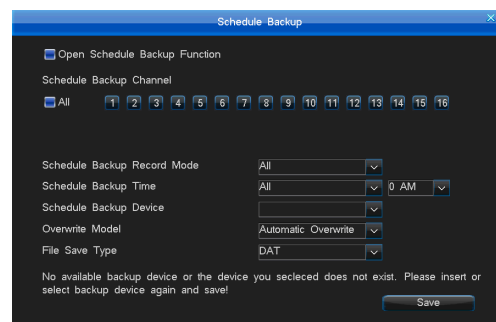 Schedule Backup
Open Schedule Backup Function
Schedule Backup Channel
All 1 2 3 4 5 6 7 8 9 10 11 12 13 14 15 16
Schedule Backup Record Mode All
Schedule Backup Time All 0 AM
Schedule Backup Device
Overwrite Model Automatic Overwrite
File Save Type DAT
No available backup device or the device you secleced does not exist. Please insert or
select backup device again and save!
Save